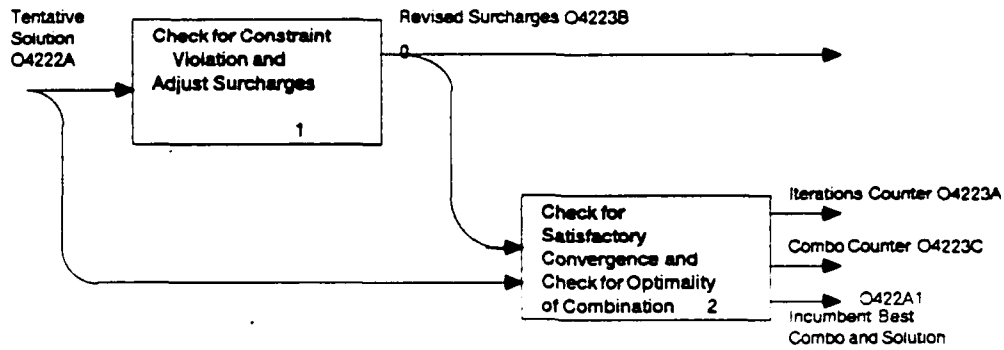 Tentative
Solution
O4222A
Check for Constraint
Violation and
Adjust Surcharges
1
Revised Surcharges O4223B
0
Check for
Satisfactory
Convergence and
Check for Optimality
of Combination 2
Iterations Counter O4223A
Combo Counter O4223C
O422A1
Incumbent Best
Combo and Solution